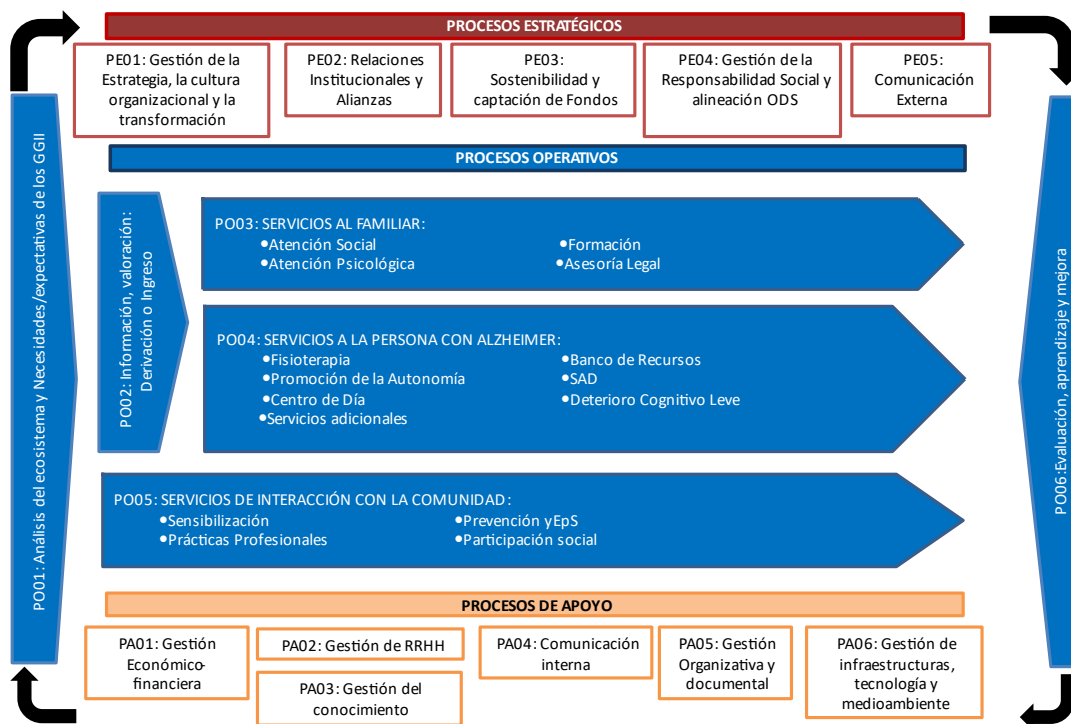 PROCESOS ESTRATÉGICOS
PE01: Gestión de la
Estrategia, la cultura
organizacional y la
transformación
PE02: Relaciones
Institucionales y
Alianzas
PE03:
Sostenibilidad y
captación de Fondos
PE04: Gestión de la
Responsabilidad Social y
alineación ODS
PE05:
Comunicación
Externa
PO01: Análisis del ecosistema y Necesidades/expectativas de los GGII
PROCESOS OPERATIVOS
PO02: Información, valoración:
Derivación o Ingreso
PO03: SERVICIOS AL FAMILIAR:
•Atención Social
•Atención Psicológica
•Formación
•Asesoría Legal
PO04: SERVICIOS A LA PERSONA CON ALZHEIMER:
•Fisioterapia
•Promoción de la Autonomía
•Centro de Día
•Servicios adicionales
•Banco de Recursos
•SAD
•Deterioro Cognitivo Leve
PO05: SERVICIOS DE INTERACCIÓN CON LA COMUNIDAD:
•Sensibilización
•Prácticas Profesionales
•Prevención yEpS
•Participación social
PO06:Evaluación, aprendizaje y mejora
PROCESOS DE APOYO
PA01: Gestión
Económico-
financiera
PA02: Gestión de RRHH
PA03: Gestión del
conocimiento
PA04: Comunicación
interna
PA05: Gestión
Organizativa y
documental
PA06: Gestión de
infraestructuras,
tecnología y
medioambiente